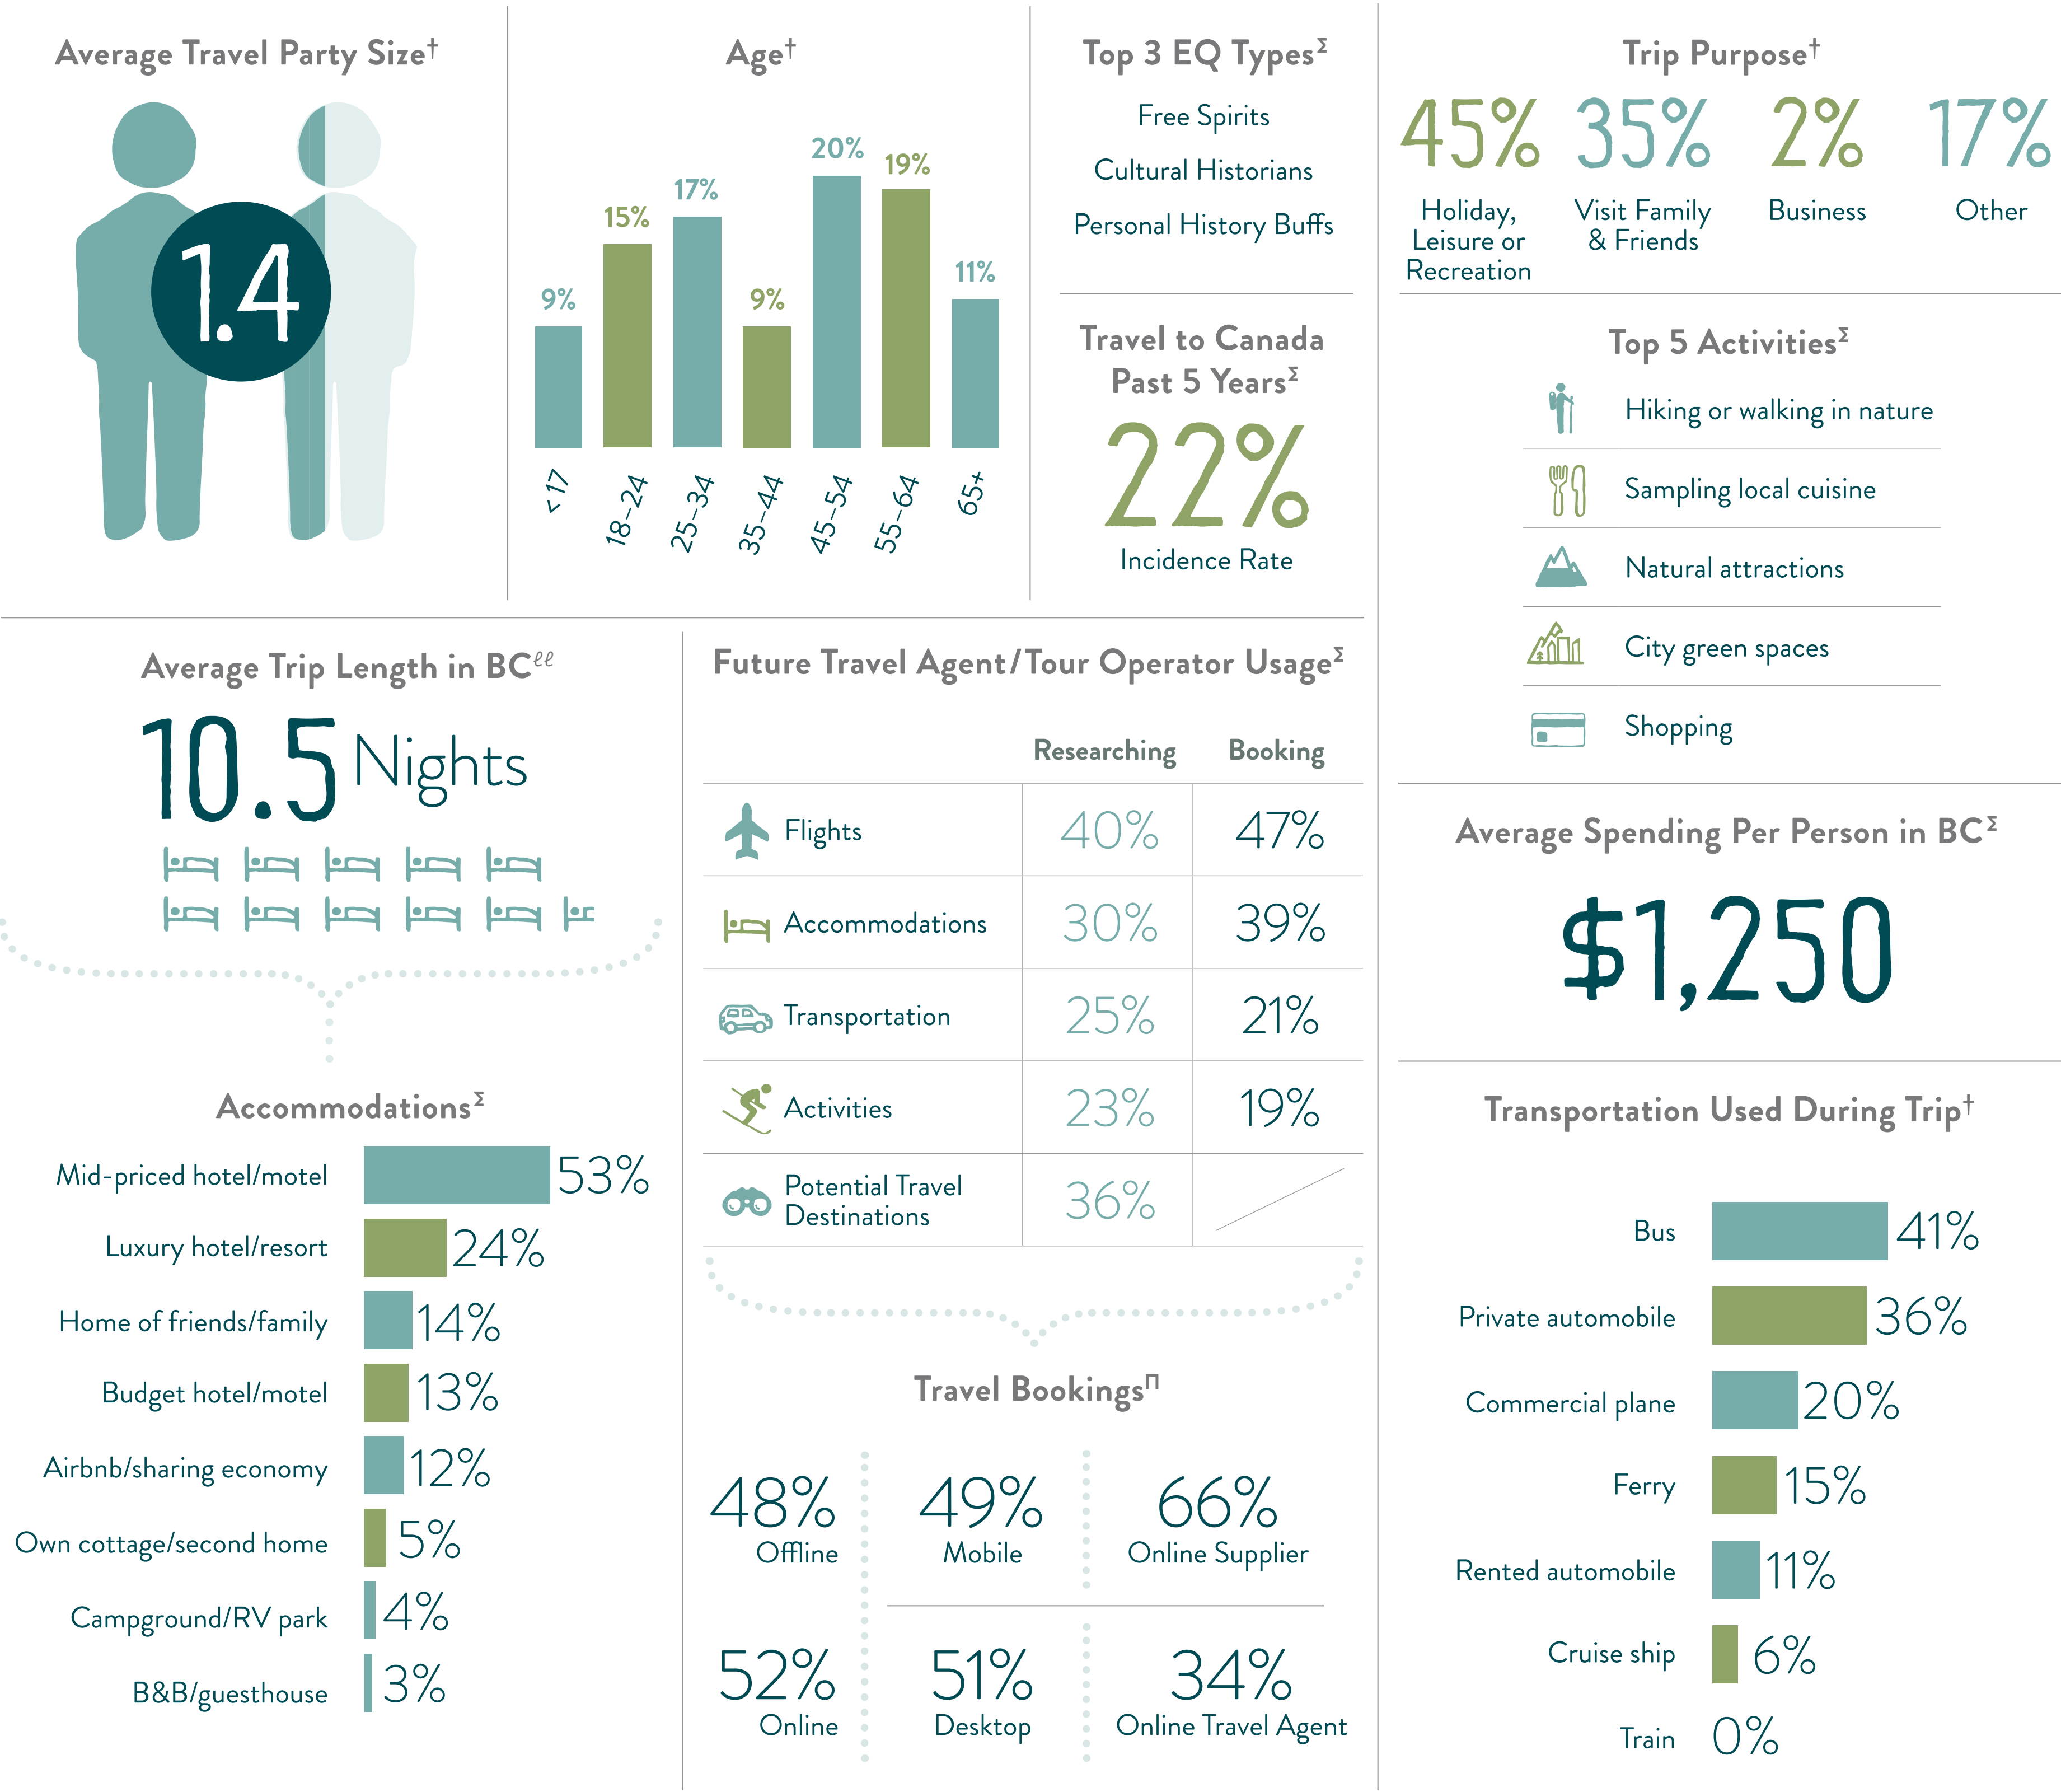 Average Travel Party Size†
1.4
Age†
9%
15%
17%
9%
20%
19%
11%
<17
18–24
25–34
35–44
45–54
55–64
65+
Top 3 EQ Types Σ
Free Spirits
Cultural Historians
Personal History Buffs
Travel to Canada
Past 5 Years Σ
22%
Incidence Rate
Trip Purpose†
45%
Holiday,
Leisure or
Recreation
35%
Visit Family
& Friends
2%
Business
17%
Other
Top 5 Activities Σ
Hiking or walking in nature
Sampling local cuisine
Natural attractions
City green spaces
Shopping
Average Trip Length in BC ℓℓ
10.5 Nights
Accommodations Σ
Mid-priced hotel/motel 53%
Luxury hotel/resort 24%
Home of friends/family 14%
Budget hotel/motel 13%
Airbnb/sharing economy 12%
Own cottage/second home 5%
Campground/RV park 4%
B&B/guesthouse 3%
Future Travel Agent/Tour Operator Usage Σ
Researching Booking
Flights 40% 47%
Accommodations 30% 39%
Transportation 25% 21%
Activities 23% 19%
Potential Travel
Destinations 36%
Travel Bookings Π
48%
Offline
49%
Mobile
66%
Online Supplier
52%
Online
51%
Desktop
34%
Online Travel Agent
Average Spending Per Person in BC Σ
$1,250
Transportation Used During Trip†
Bus 41%
Private automobile 36%
Commercial plane 20%
Ferry 15%
Rented automobile 11%
Cruise ship 6%
Train 0%